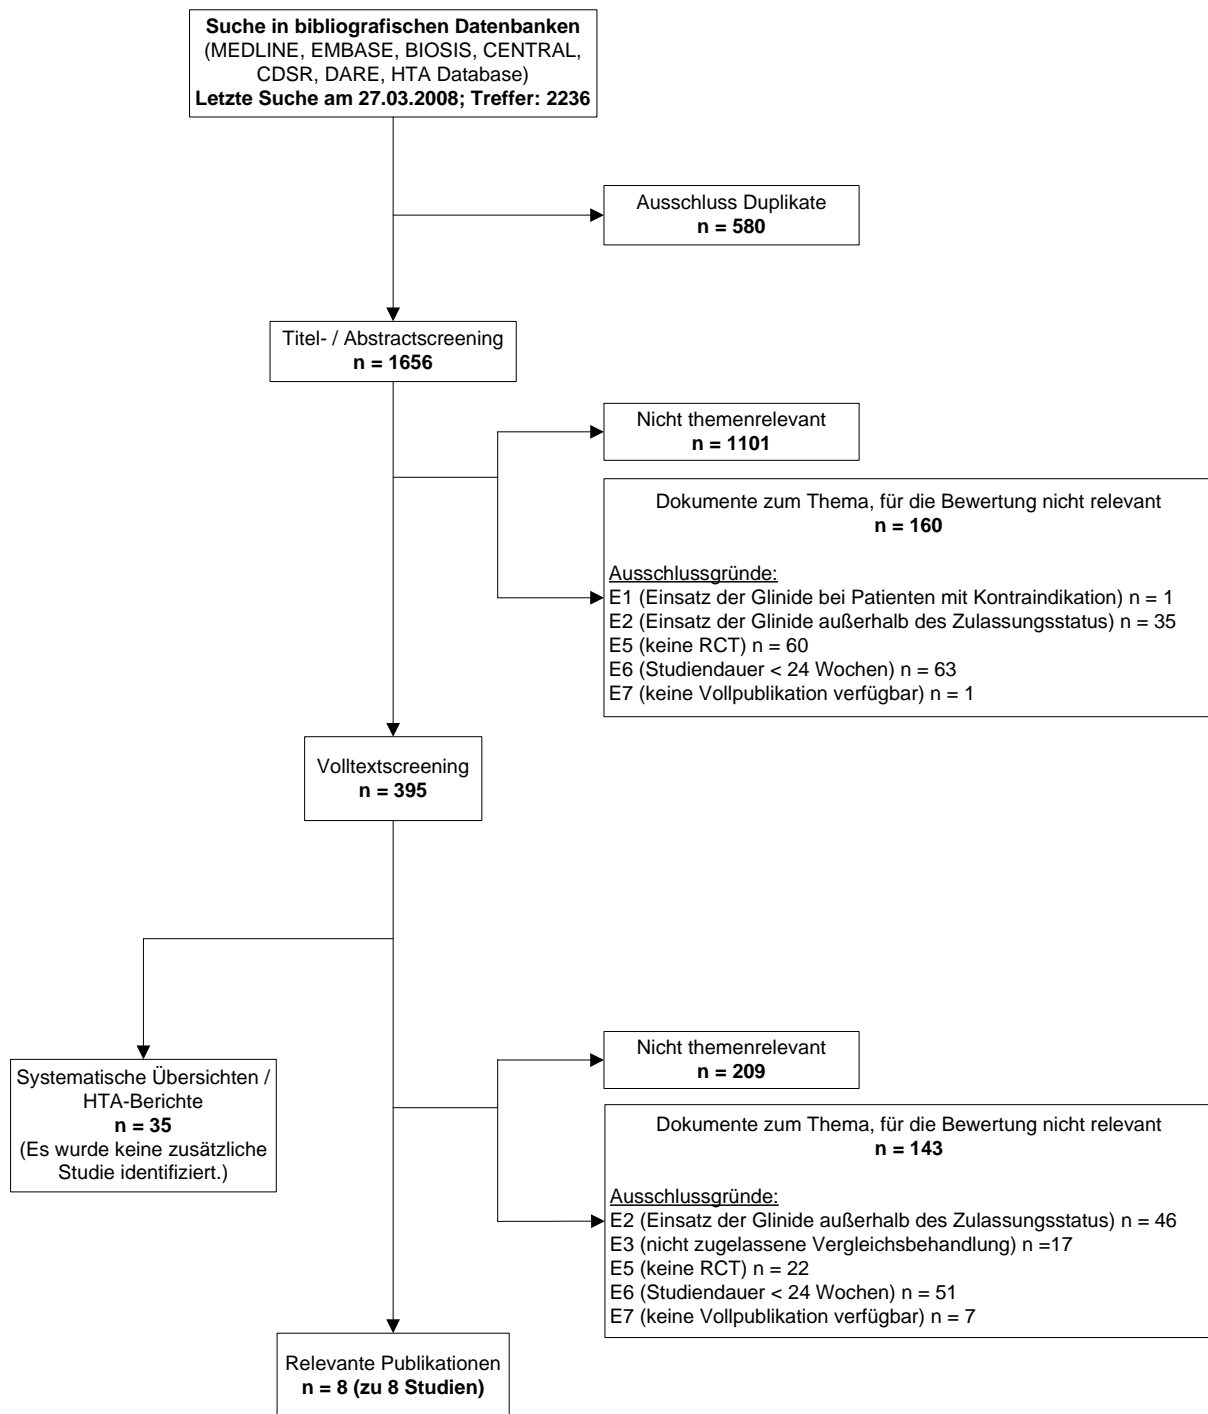 Suche in bibliografischen Datenbanken
(MEDLINE, EMBASE, BIOSIS, CENTRAL,
CDSR, DARE, HTA Database)
Letzte Suche am 27.03.2008; Treffer: 2236
Ausschluss Duplikate
n = 580
Titel- / Abstractscreening
n = 1656
Nicht themenrelevant
n = 1101
Dokumente zum Thema, für die Bewertung nicht relevant
n = 160
Ausschlussgründe:
E1 (Einsatz der Glinide bei Patienten mit Kontraindikation) n = 1
E2 (Einsatz der Glinide außerhalb des Zulassungsstatus) n = 35
E5 (keine RCT) n = 60
E6 (Studiendauer < 24 Wochen) n = 63
E7 (keine Vollpublikation verfügbar) n = 1
Volltextscreening
n = 395
Systematische Übersichten /
HTA-Berichte
n = 35
(Es wurde keine zusätzliche
Studie identifiziert.)
Nicht themenrelevant
n = 209
Dokumente zum Thema, für die Bewertung nicht relevant
n = 143
Ausschlussgründe:
E2 (Einsatz der Glinide außerhalb des Zulassungsstatus) n = 46
E3 (nicht zugelassene Vergleichsbehandlung) n =17
E5 (keine RCT) n = 22
E6 (Studiendauer < 24 Wochen) n = 51
E7 (keine Vollpublikation verfügbar) n = 7
Relevante Publikationen
n = 8 (zu 8 Studien)